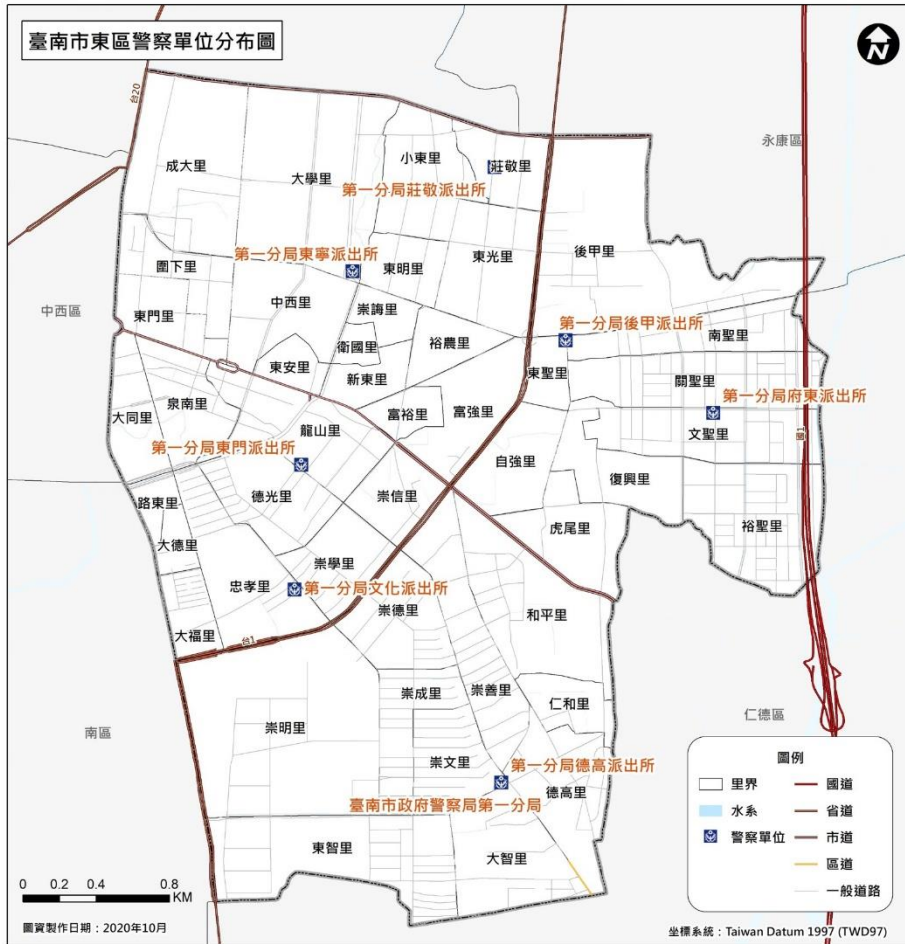 臺南市東區警察單位分布圖
N
台20
永康區
成大里
大學里
小東里
莊敬里
第一分局莊敬派出所
第一分局東寧派出所
東明里
東光里
後甲里
圍下里
中西區
東門里
中西里
崇誨里
衛國里
裕農里
第一分局後甲派出所
南聖里
東安里
新東里
東聖里
關聖里
第一分局府東派出所
大同里
泉南里
富裕里
富強里
文聖里
國1
龍山里
第一分局東門派出所
自強里
德光里
崇信里
復興里
路東里
虎尾里
裕聖里
大德里
崇學里
忠孝里
第一分局文化派出所
崇德里
和平里
大福里
台1
崇成里
崇善里
仁和里
南區
崇明里
仁德區
崇文里
第一分局德高派出所
德高里
臺南市政府警察局第一分局
東智里
大智里
圖例
里界
國道
水系
省道
警察單位
市道
區道
一般道路
0 0.2 0.4 0.8
KM
圖資製作日期：2020年10月
坐標系統：Taiwan Datum 1997 (TWD97)